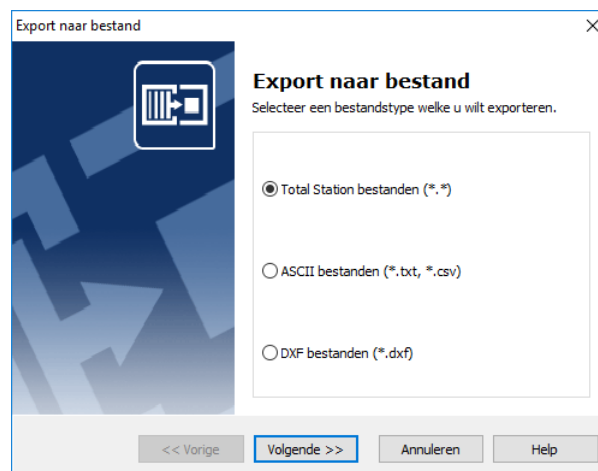 Export naar bestand
Export naar bestand
Selecteer een bestandstype welke u wilt exporteren.
Total Station bestanden (*.*)
ASCII bestanden (*.txt, *.csv)
DXF bestanden (*.dxf)
<< Vorige
Volgende >>
Annuleren
Help